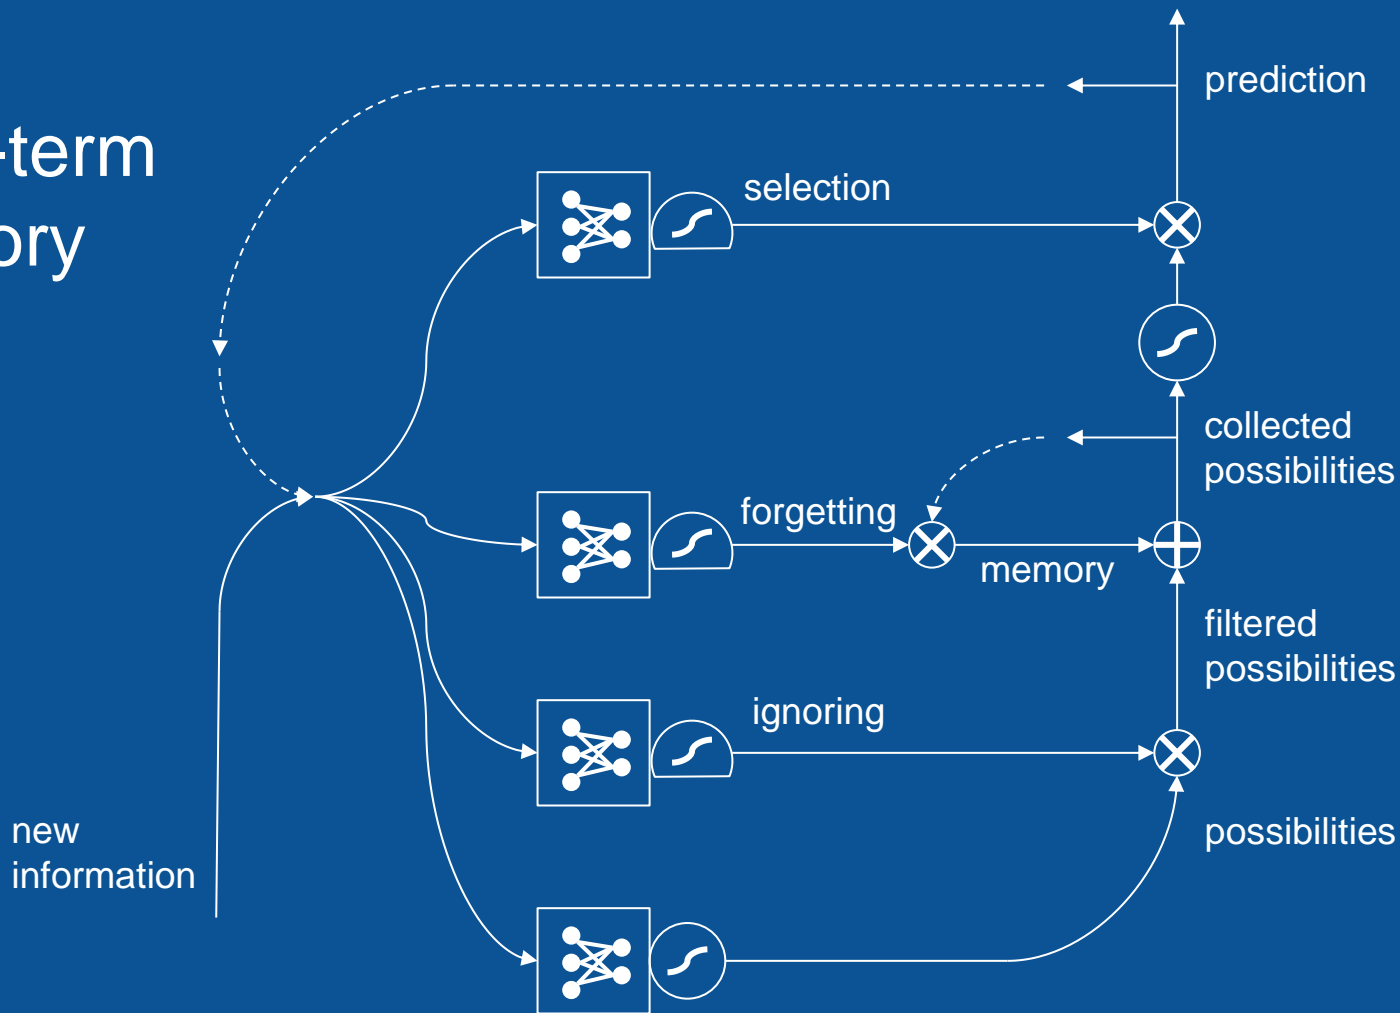 prediction
-term
selection
ory
collected
possibilities
forgetting
memory
filtered
possibilities
ignoring
new
information
possibilities